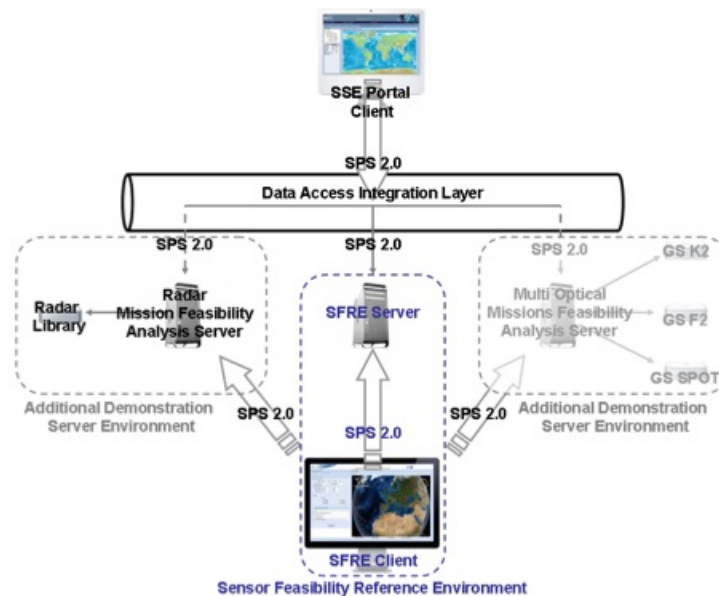 SSE Portal
Client
SPS 2.0
Data Access Integration Layer
SPS 2.0
SPS 2.0
SPS 2.0
GS K2
Radar
Library
Radar
Mission Feasibility
Analysis Server
SFRE Server
Multi Optical
Missions Feasibility
Analysis Server
GS F2
GS SPOT
Additional Demonstration
Server Environment
SPS 2.0
SPS 2.0
SPS 2.0
Additional Demonstration
Server Environment
SFRE Client
Sensor Feasibility Reference Environment